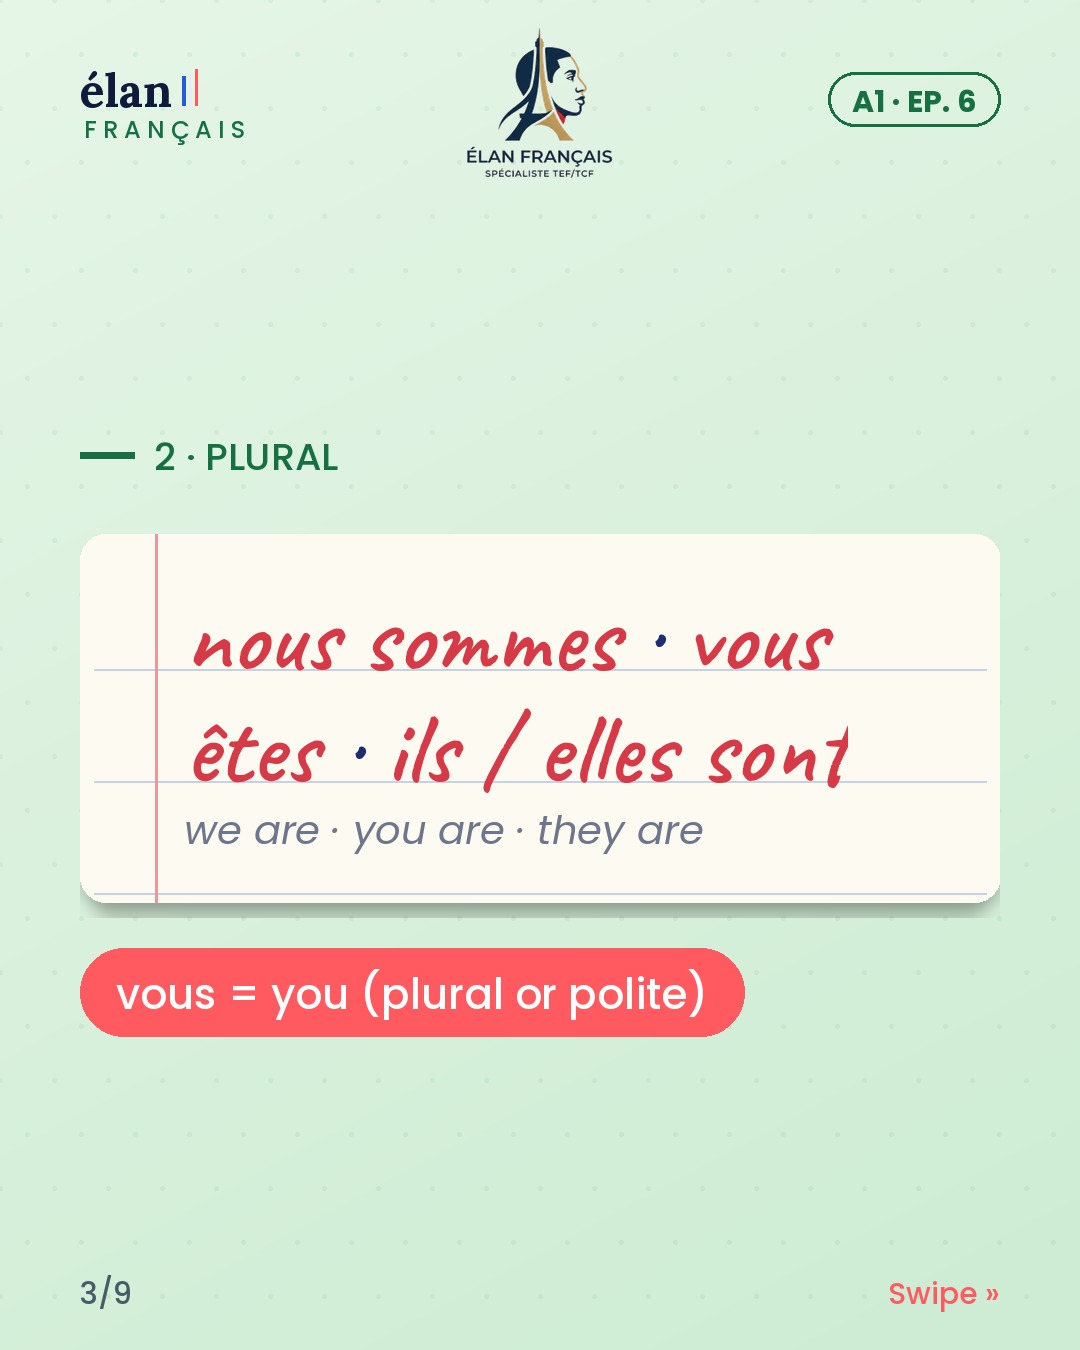 élan
FRANÇAIS
ÉLAN FRANÇAIS
SPÉCIALISTE TEF/TCF
A1 · EP. 6
2 · PLURAL
nous sommes · vous
êtes · ils / elles sont
we are · you are · they are
vous = you (plural or polite)
3/9
Swipe »